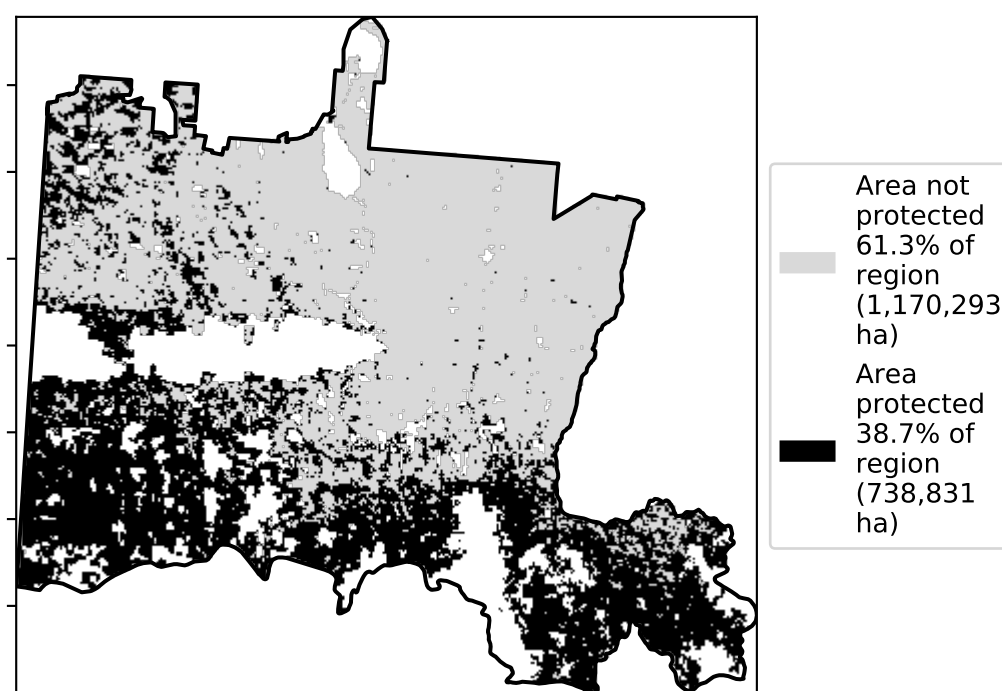 Area not
protected
61.3% of
region
(1,170,293
ha)
Area
protected
38.7% of
region
(738,831
ha)